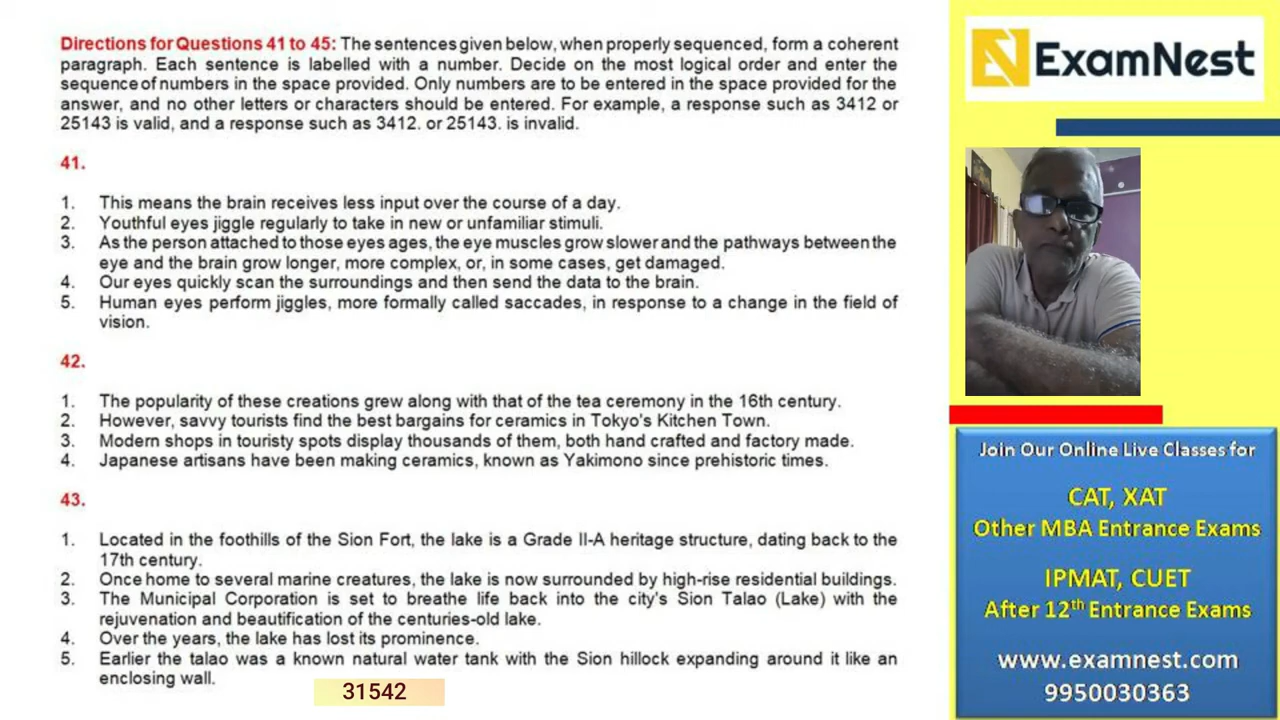 Directions for Questions 41 to 45: The sentences given below, when properly sequenced, form a coherent
paragraph. Each sentence is labelled with a number. Decide on the most logical order and enter the
sequence of numbers in the space provided. Only numbers are to be entered in the space provided for the
answer, and no other letters or characters should be entered. For example, a response such as 3412 or
25143 is valid, and a response such as 3412. or 25143. is invalid.
41.
1. This means the brain receives less input over the course of a day.
2. Youthful eyes jiggle regularly to take in new or unfamiliar stimuli.
3. As the person attached to those eyes ages, the eye muscles grow slower and the pathways between the
eye and the brain grow longer, more complex, or, in some cases, get damaged.
4. Our eyes quickly scan the surroundings and then send the data to the brain.
5. Human eyes perform jiggles, more formally called saccades, in response to a change in the field of
vision.
42.
1. The popularity of these creations grew along with that of the tea ceremony in the 16th century.
2. However, savvy tourists find the best bargains for ceramics in Tokyo's Kitchen Town.
3. Modern shops in touristy spots display thousands of them, both hand crafted and factory made.
4. Japanese artisans have been making ceramics, known as Yakimono since prehistoric times.
43.
1. Located in the foothills of the Sion Fort, the lake is a Grade II-A heritage structure, dating back to the
17th century.
2. Once home to several marine creatures, the lake is now surrounded by high-rise residential buildings.
3. The Municipal Corporation is set to breathe life back into the city's Sion Talao (Lake) with the
rejuvenation and beautification of the centuries-old lake.
4. Over the years, the lake has lost its prominence.
5. Earlier the talao was a known natural water tank with the Sion hillock expanding around it like an
enclosing wall.
31542
ExamNest
Join Our Online Live Classes for
CAT, XAT
Other MBA Entrance Exams
IPMAT, CUET
After 12th Entrance Exams
www.examnest.com
9950030363